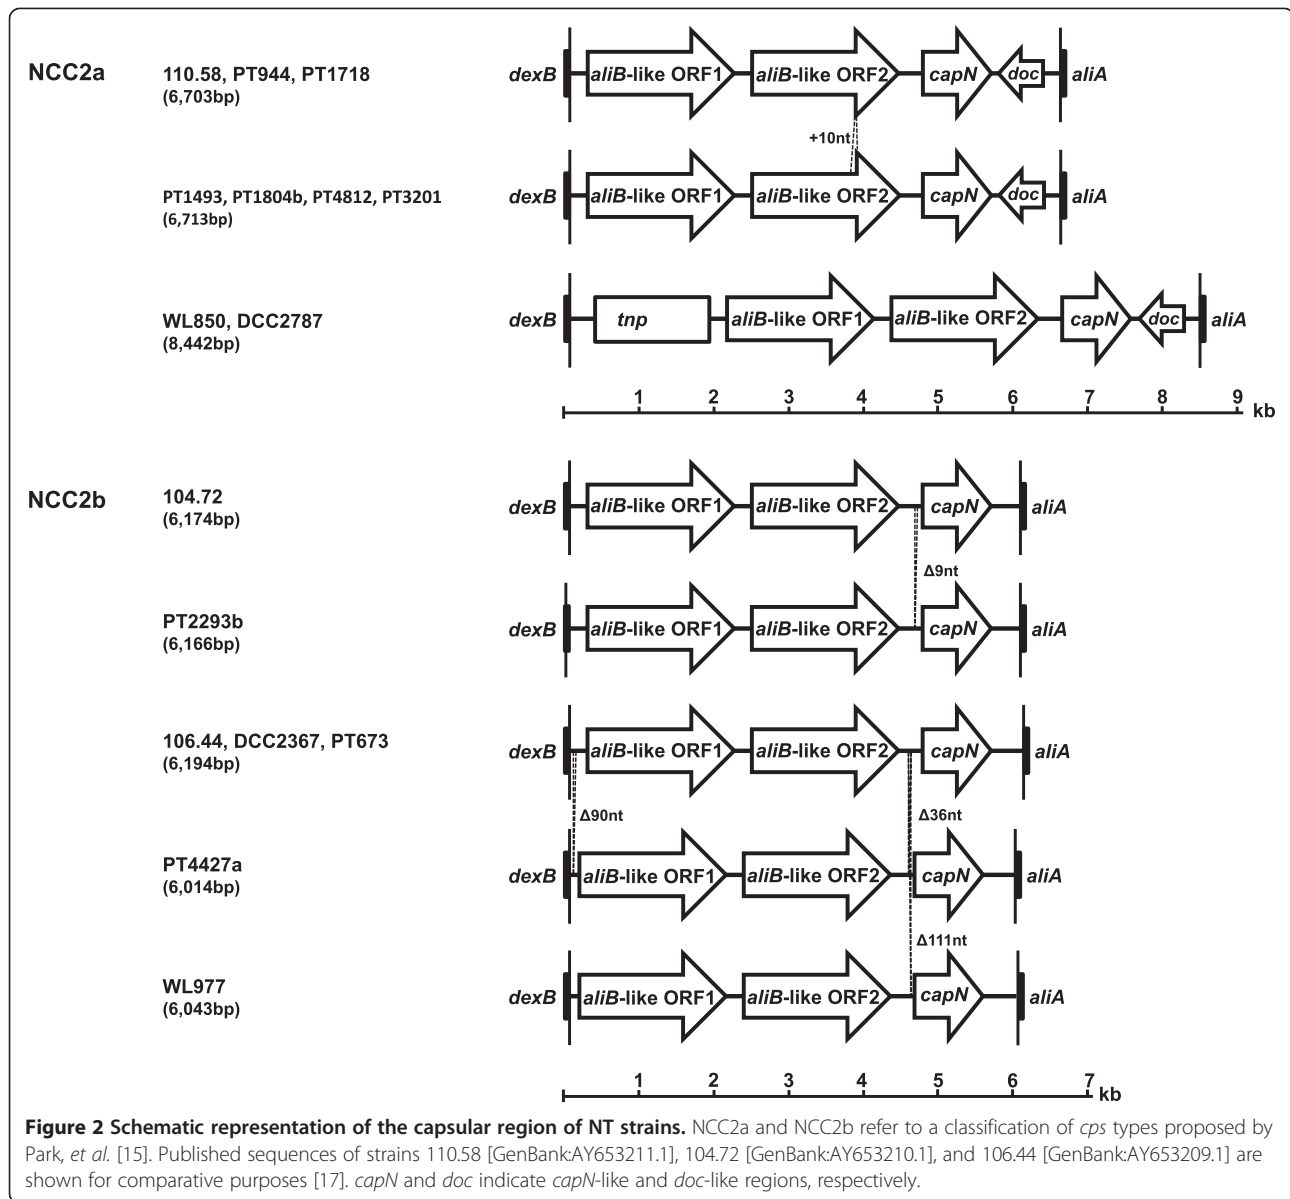 NCC2a
110.58, PT944, PT1718
(6,703bp)
dexB aliB-like ORF1 aliB-like ORF2 capN doc aliA
+10nt
PT1493, PT1804b, PT4812, PT3201
(6,713bp)
dexB aliB-like ORF1 aliB-like ORF2 capN doc aliA
WL850, DCC2787
(8,442bp)
dexB tnp aliB-like ORF1 aliB-like ORF2 capN doc aliA
1 2 3 4 5 6 7 8 9 kb
NCC2b
104.72
(6,174bp)
dexB aliB-like ORF1 aliB-like ORF2 capN aliA
Δ9nt
PT2293b
(6,166bp)
dexB aliB-like ORF1 aliB-like ORF2 capN aliA
106.44, DCC2367, PT673
(6,194bp)
dexB aliB-like ORF1 aliB-like ORF2 capN aliA
Δ90nt Δ36nt
PT4427a
(6,014bp)
dexB aliB-like ORF1 aliB-like ORF2 capN aliA
Δ111nt
WL977
(6,043bp)
dexB aliB-like ORF1 aliB-like ORF2 capN aliA
1 2 3 4 5 6 7 kb
Figure 2 Schematic representation of the capsular region of NT strains. NCC2a and NCC2b refer to a classification of cps types proposed by
Park, et al. [15]. Published sequences of strains 110.58 [GenBank:AY653211.1], 104.72 [GenBank:AY653210.1], and 106.44 [GenBank:AY653209.1] are
shown for comparative purposes [17]. capN and doc indicate capN-like and doc-like regions, respectively.